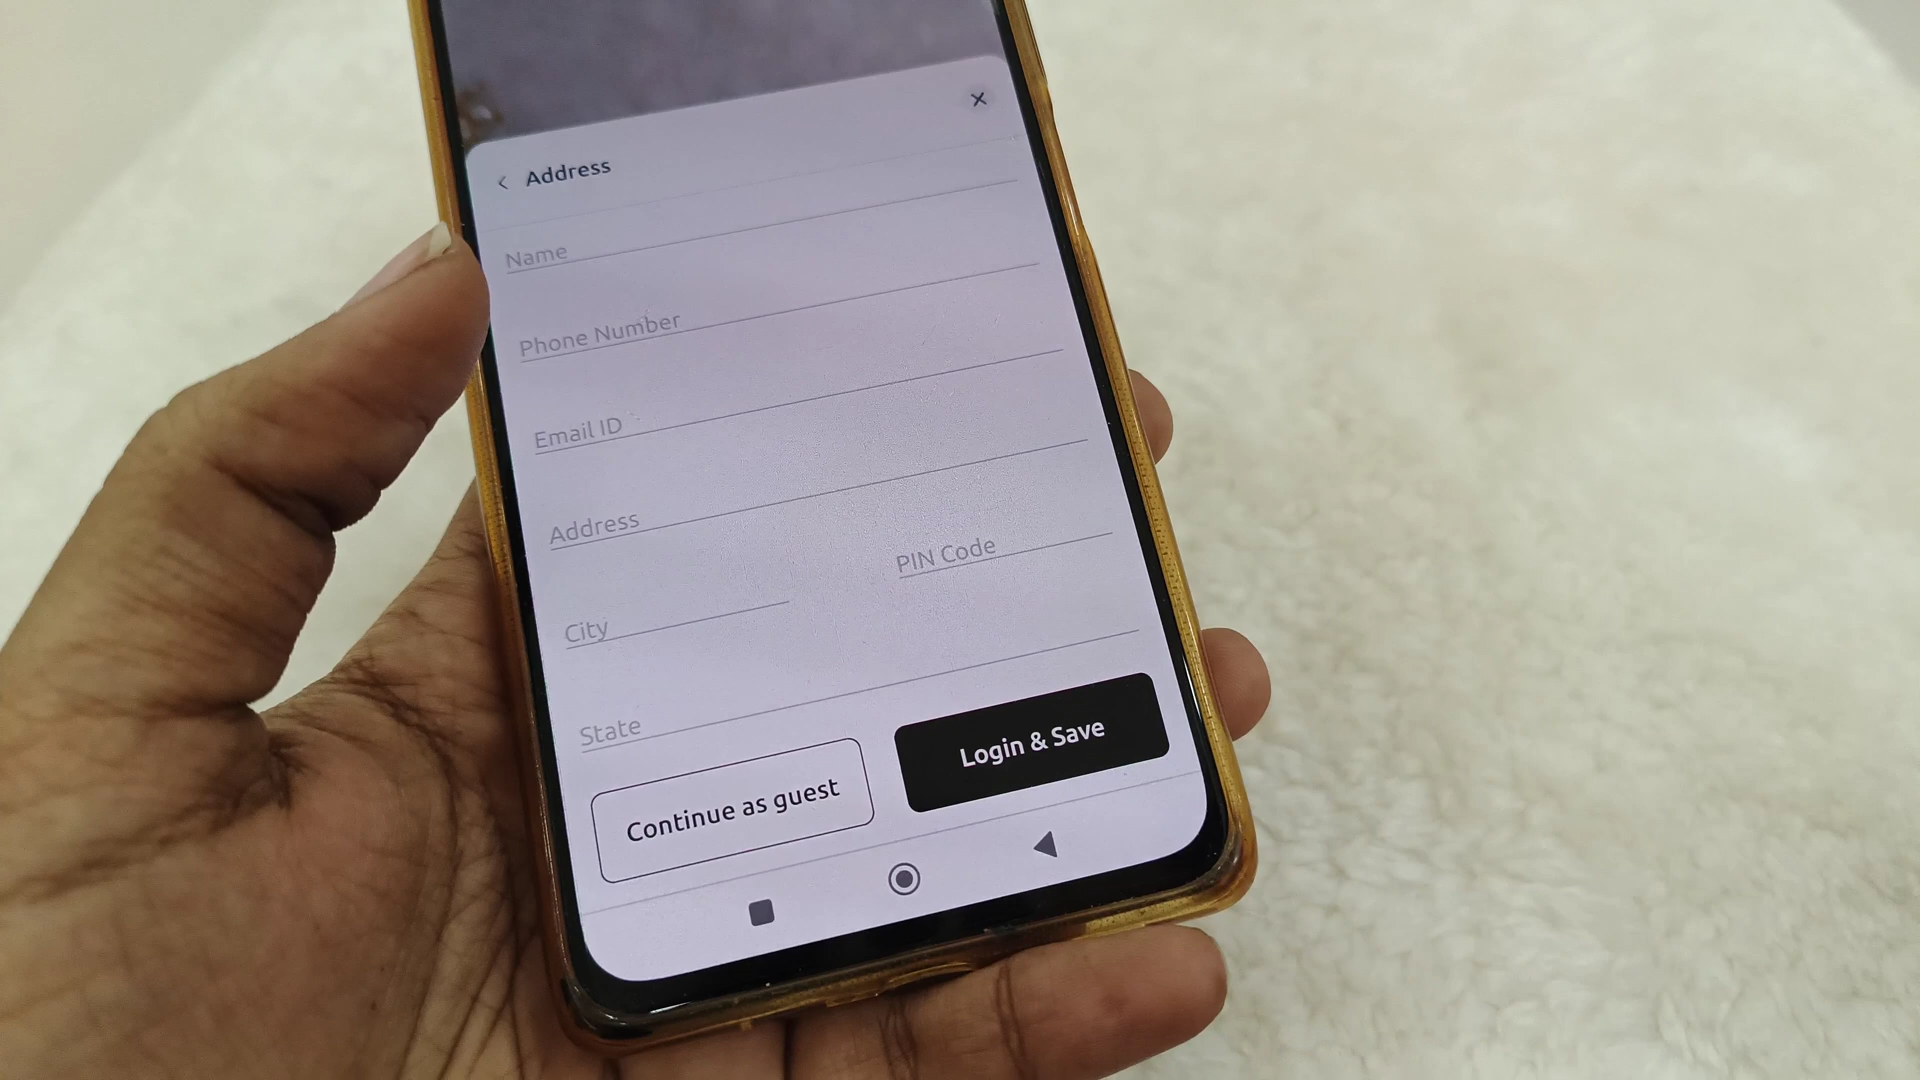 Address
Name
Phone Number
Email ID
Address
City PIN Code
State
Continue as guest Login & Save